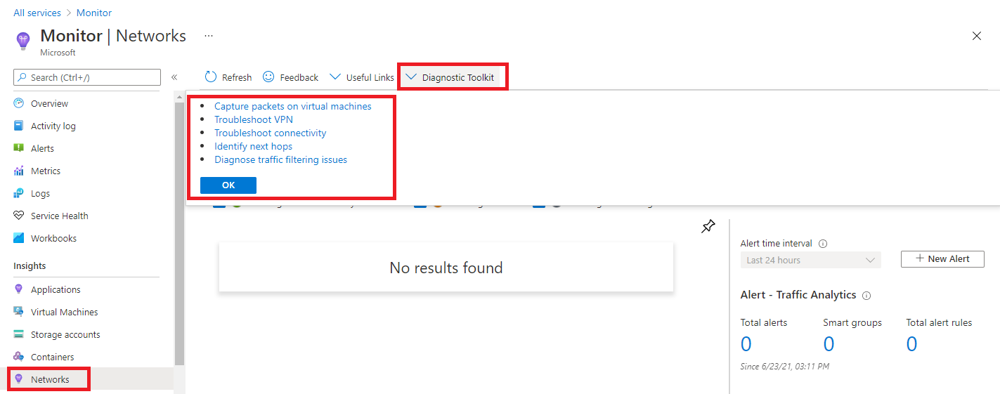 All services > Monitor
Monitor | Networks ...
Microsoft
Search (Ctrl+/)
«
Refresh
Feedback
Useful Links
Diagnostic Toolkit
Overview
Activity log
Alerts
Metrics
Logs
Service Health
Workbooks
Insights
Applications
Virtual Machines
Storage accounts
Containers
Networks
• Capture packets on virtual machines
• Troubleshoot VPN
• Troubleshoot connectivity
• Identify next hops
• Diagnose traffic filtering issues
OK
No results found
Alert time interval
Last 24 hours
+ New Alert
Alert - Traffic Analytics
Total alerts Smart groups Total alert rules
0 0 0
Since 6/23/21, 03:11 PM